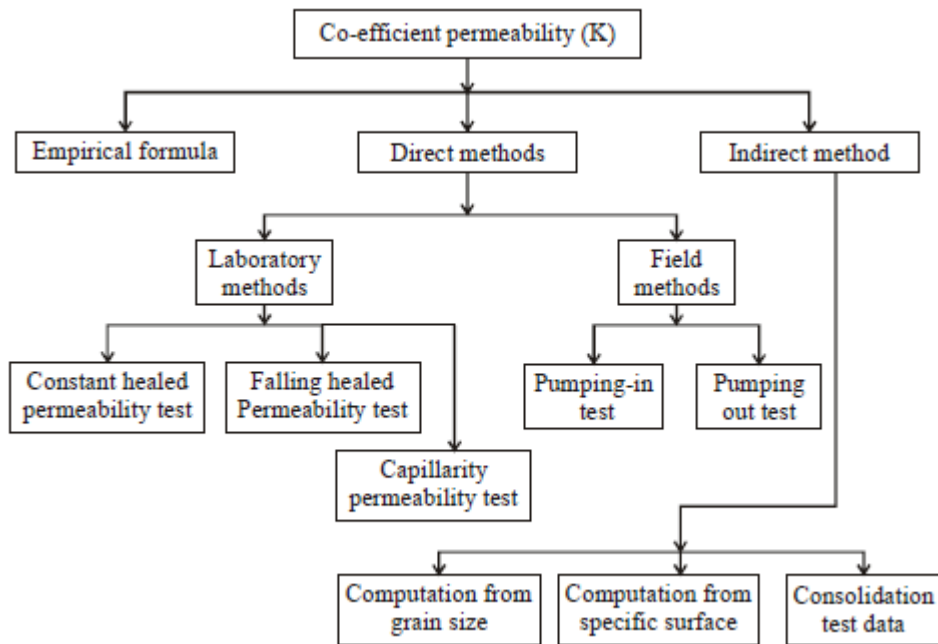 Co-efficient permeability (K)
Empirical formula
Direct methods
Indirect method
Laboratory
methods
Field
methods
Constant healed
permeability test
Falling healed
Permeability test
Pumping-in
test
Pumping
out test
Capillarity
permeability test
Computation from
grain size
Computation from
specific surface
Consolidation
test data